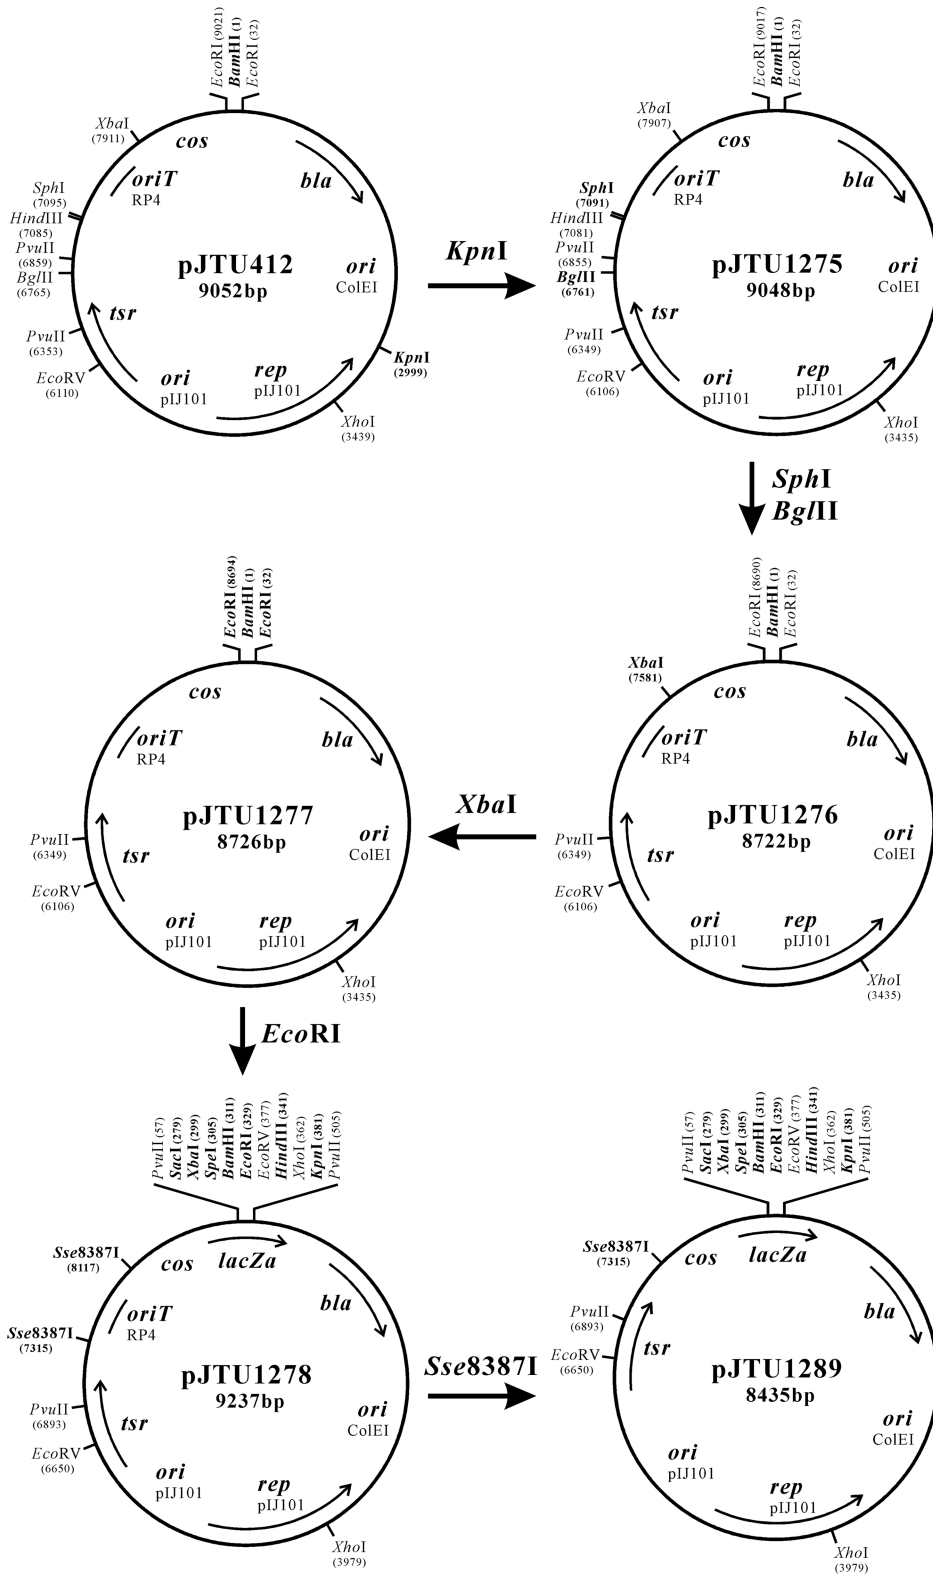 EcoRI (9021)
BamHI (1)
EcoRI (32)
XbaI
(7911)
cos
bla
oriT
RP4
SphI
(7095)
HindIII
(7085)
PvuII
(6859)
BglII
(6765)
pJTU412
9052bp
ori
ColEI
tsr
PvuII
(6353)
EcoRV
(6110)
ori
pIJ101
rep
pIJ101
KpnI
(2999)
XhoI
(3439)
KpnI
EcoRI (9017)
BamHI (1)
EcoRI (32)
XbaI
(7907)
cos
bla
oriT
RP4
SphI
(7091)
HindIII
(7081)
PvuII
(6855)
BglII
(6761)
pJTU1275
9048bp
ori
ColEI
tsr
PvuII
(6349)
EcoRV
(6106)
ori
pIJ101
rep
pIJ101
XhoI
(3435)
SphI
BglII
EcoRI (8694)
BamHI (1)
EcoRI (32)
cos
bla
oriT
RP4
pJTU1277
8726bp
ori
ColEI
PvuII
(6349)
tsr
EcoRV
(6106)
ori
pIJ101
rep
pIJ101
XhoI
(3435)
XbaI
EcoRI (8690)
BamHI (1)
EcoRI (32)
XbaI
(7581)
cos
bla
oriT
RP4
pJTU1276
8722bp
ori
ColEI
PvuII
(6349)
tsr
EcoRV
(6106)
ori
pIJ101
rep
pIJ101
XhoI
(3435)
EcoRI
PvuII (57)
SacI (279)
XbaI (299)
SpeI (305)
BamHI (311)
EcoRI (329)
EcoRV (377)
HindIII (341)
XhoI (362)
KpnI (381)
PvuII (505)
Sse8387I
(8117)
cos
lacZa
bla
oriT
RP4
Sse8387I
(7315)
pJTU1278
9237bp
PvuII
(6893)
tsr
ori
ColEI
EcoRV
(6650)
ori
pIJ101
rep
pIJ101
XhoI
(3979)
Sse8387I
PvuII (57)
SacI (279)
XbaI (299)
SpeI (305)
BamHI (311)
EcoRI (329)
EcoRV (377)
HindIII (341)
XhoI (362)
KpnI (381)
PvuII (505)
Sse8387I
(7315)
cos
lacZa
bla
PvuII
(6893)
tsr
EcoRV
(6650)
pJTU1289
8435bp
ori
ColEI
ori
pIJ101
rep
pIJ101
XhoI
(3979)